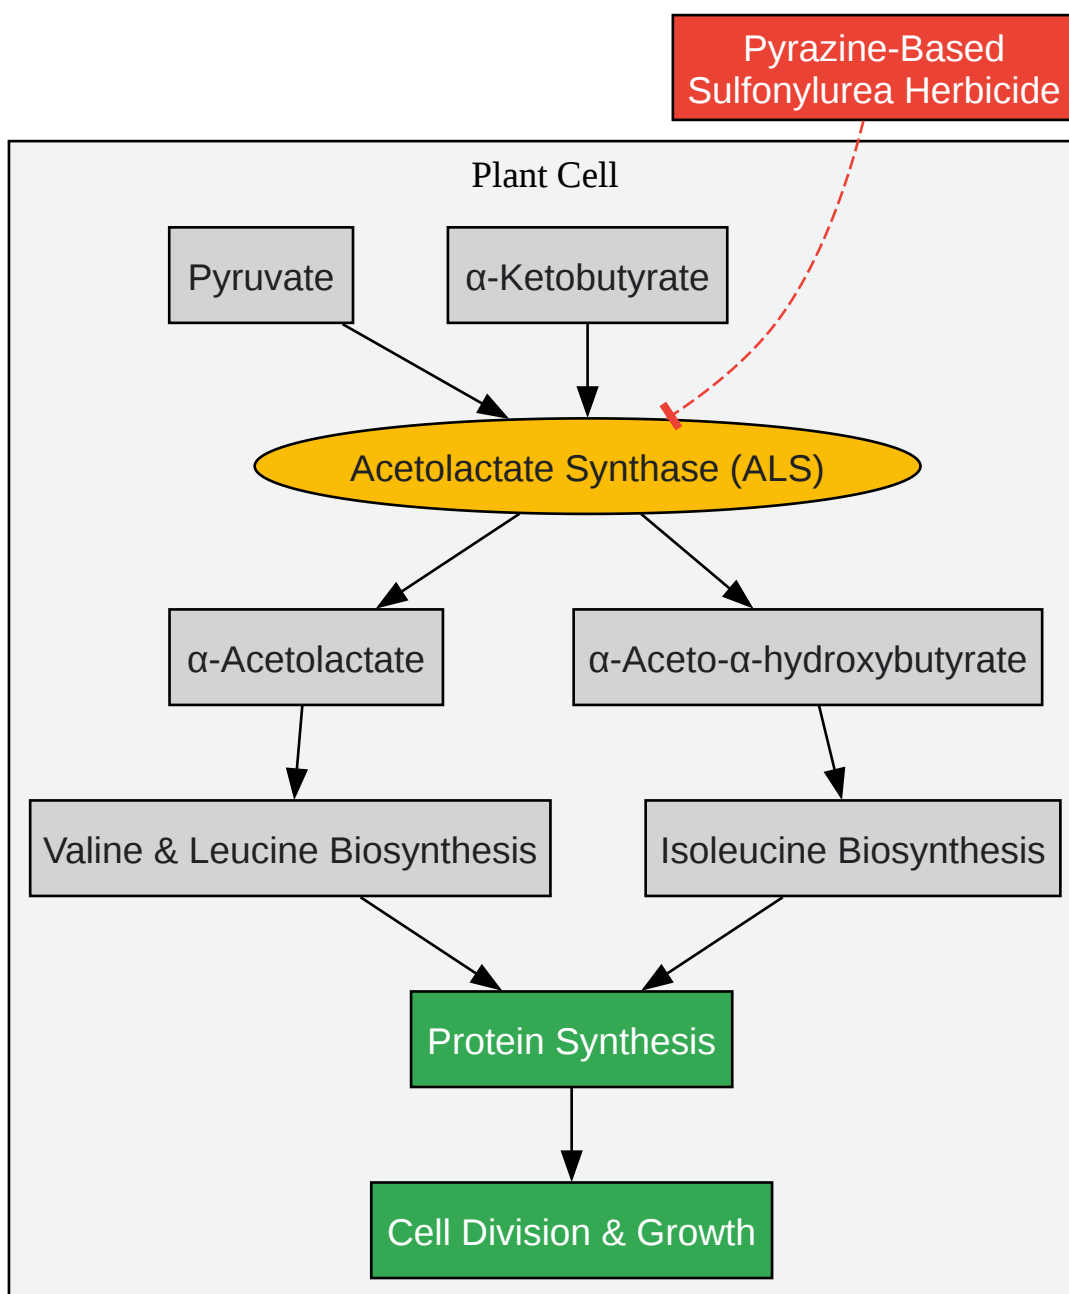 Pyrazine-Based
Sulfonylurea Herbicide
Plant Cell
Pyruvate
α-Ketobutyrate
Acetolactate Synthase (ALS)
α-Acetolactate
α-Aceto-α-hydroxybutyrate
Valine & Leucine Biosynthesis
Isoleucine Biosynthesis
Protein Synthesis
Cell Division & Growth